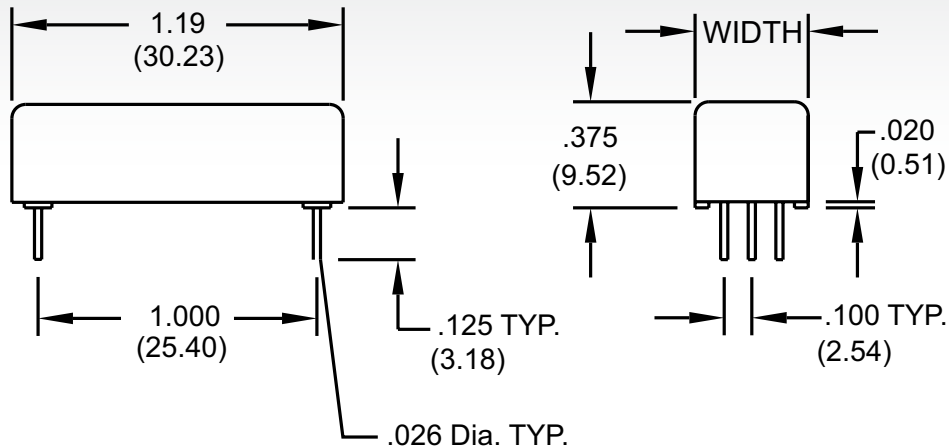 1.19
(30.23)
WIDTH
.375
(9.52)
.020
(0.51)
1.000
(25.40)
.125 TYP.
(3.18)
.100 TYP.
(2.54)
.026 Dia. TYP.